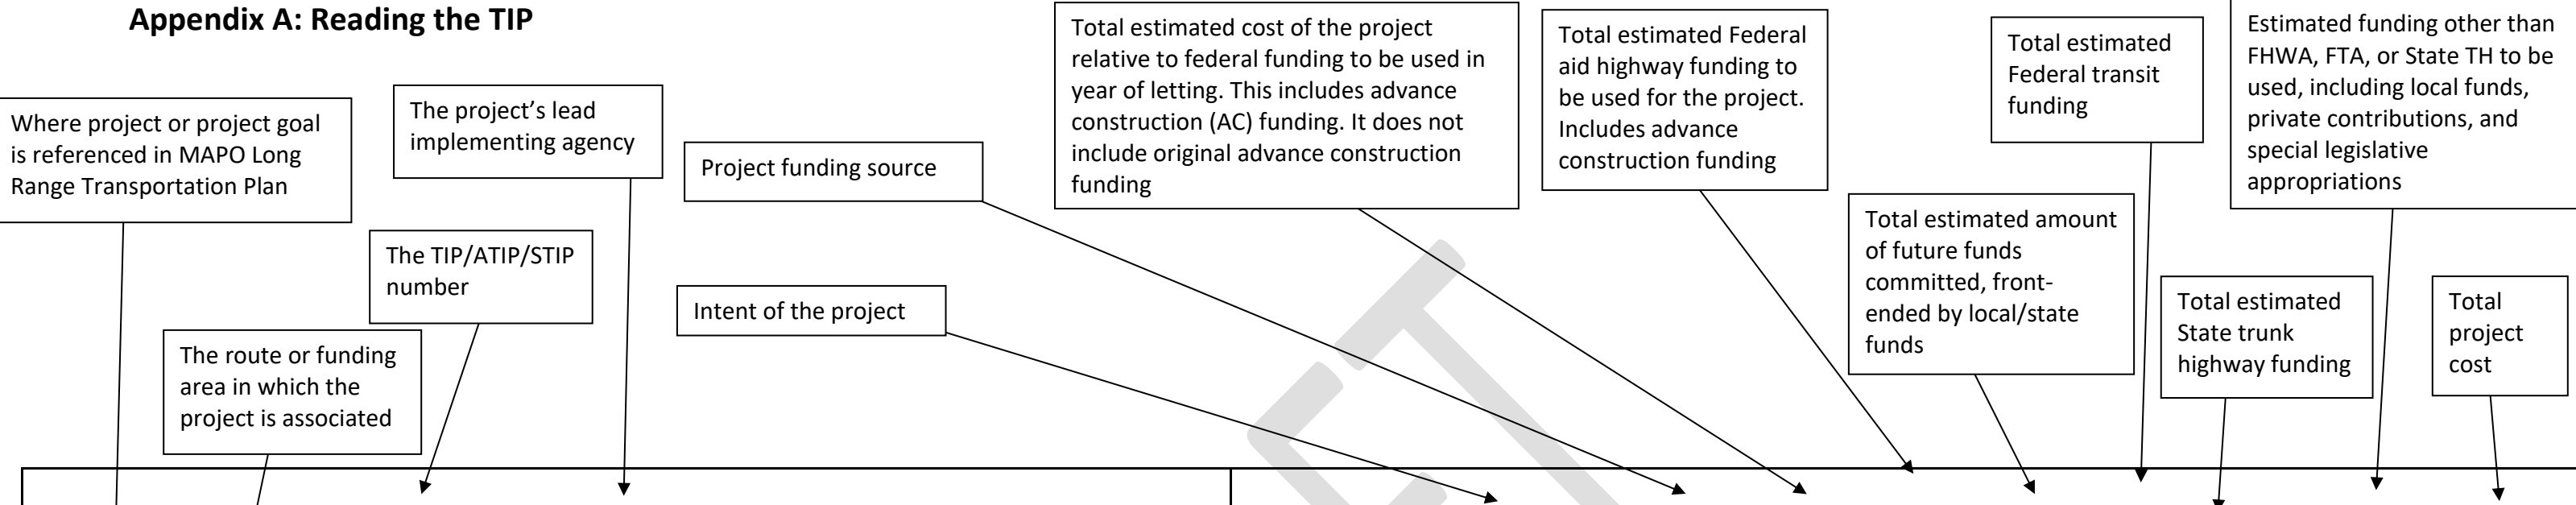 Appendix A: Reading the TIP
Where project or project goal
is referenced in MAPO Long
Range Transportation Plan
The route or funding
area in which the
project is associated
The TIP/ATIP/STIP
number
The project's lead
implementing agency
Project funding source
Intent of the project
Total estimated cost of the project
relative to federal funding to be used in
year of letting. This includes advance
construction (AC) funding. It does not
include original advance construction
funding
Total estimated Federal
aid highway funding to
be used for the project.
Includes advance
construction funding
Total estimated amount
of future funds
committed, front-
ended by local/state
funds
Total estimated
Federal transit
funding
Total estimated
State trunk
highway funding
Estimated funding other than
FHWA, FTA, or State TH to be
used, including local funds,
private contributions, and
special legislative
appropriations
Total
project
cost